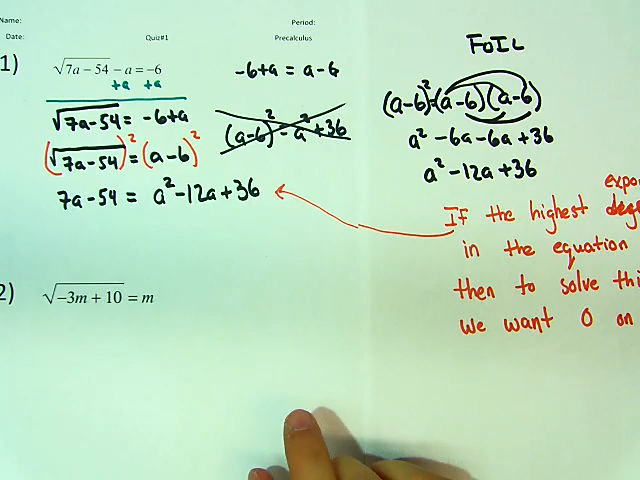 Name:
Period:
Date:
Quiz#1
Precalculus
1)
√(7a − 54) − a = −6
+a +a
√(7a-54) = -6+a
(√(7a-54))² = (a-6)²
7a-54 = a²-12a+36
-6+a = a-6
(a-6)² = a²+36
FOIL
(a-6)²=(a-6)(a-6)
a² -6a-6a+36
a²-12a+36
IF the highest
in the equation
then to solve
we want 0 on
2)
√(−3m + 10) = m